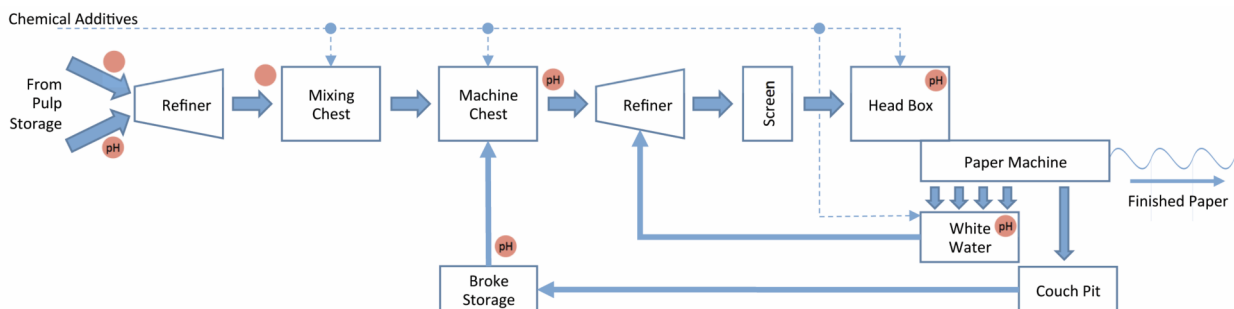 Chemical Additives
From
Pulp
Storage
pH
Refiner
Mixing
Chest
Machine
Chest
pH
Refiner
Screen
pH
Head Box
Paper Machine
Finished Paper
White
Water
pH
pH
Broke
Storage
Couch Pit